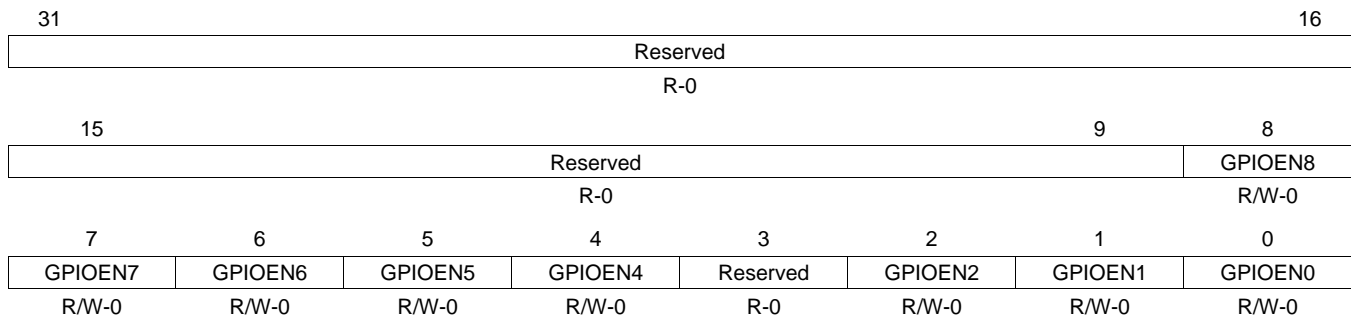 31 16
Reserved
R-0
15 9 8
Reserved GPIOEN8
R-0 R/W-0
7 6 5 4 3 2 1 0
GPIOEN7 GPIOEN6 GPIOEN5 GPIOEN4 Reserved GPIOEN2 GPIOEN1 GPIOEN0
R/W-0 R/W-0 R/W-0 R/W-0 R-0 R/W-0 R/W-0 R/W-0